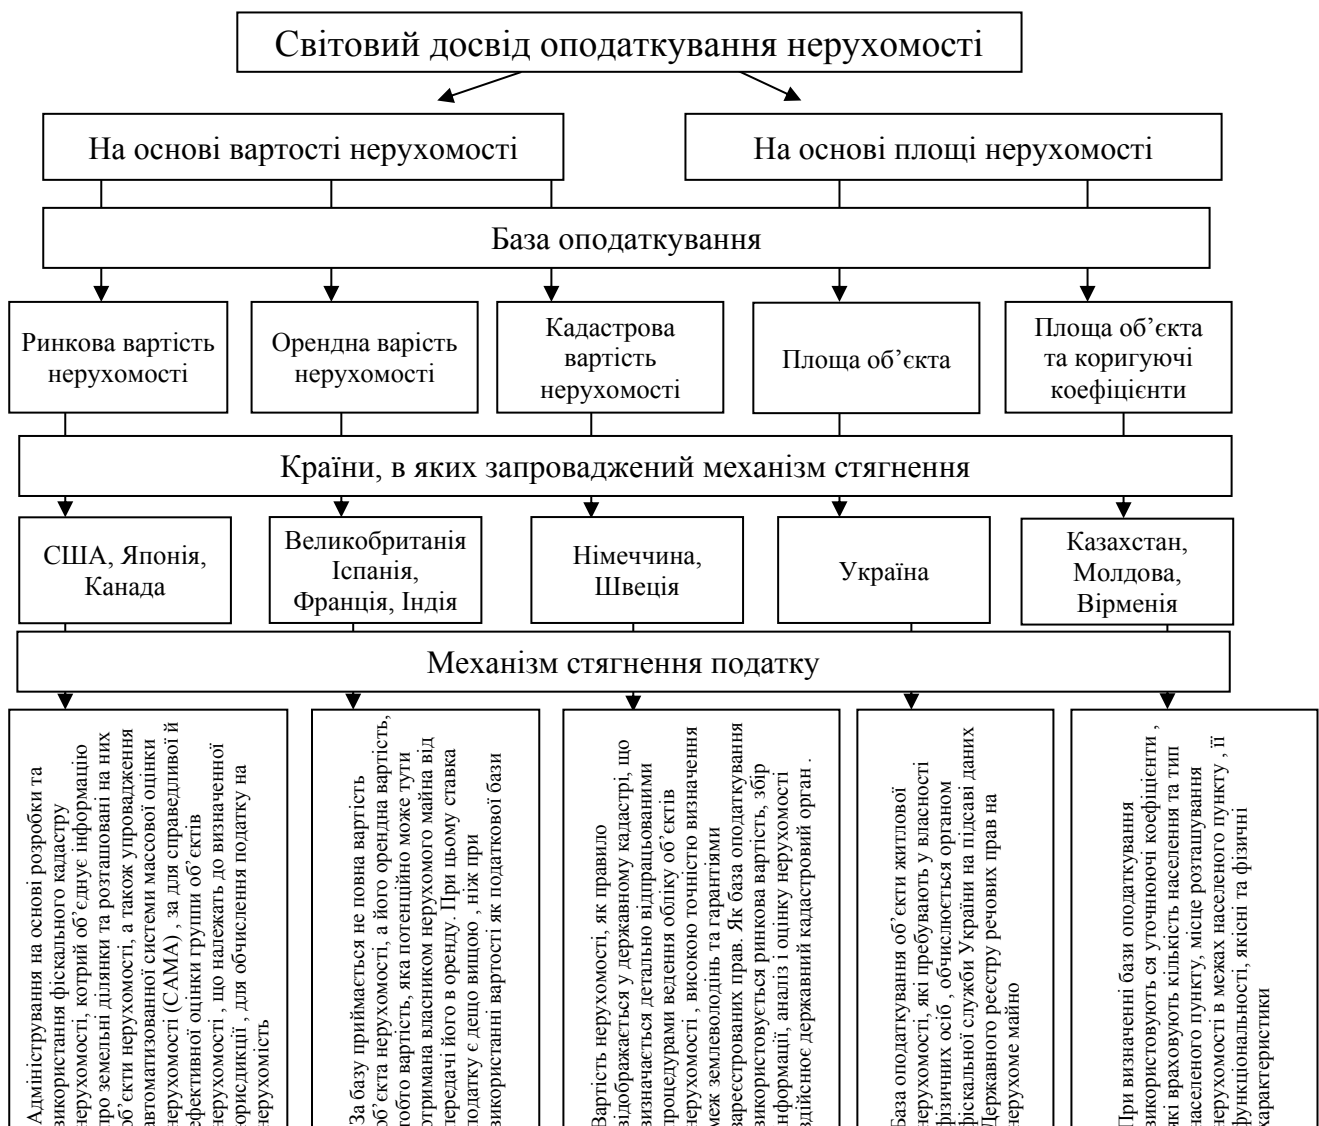 Світовий досвід оподаткування нерухомості
На основі вартості нерухомості
На основі площі нерухомості
База оподаткування
Ринкова вартість
нерухомості
Орендна варість
нерухомості
Кадастрова
вартість
нерухомості
Площа об’єкта
Площа об’єкта
та коригуючі
коефіцієнти
Країни, в яких запроваджений механізм стягнення
США, Японія,
Канада
Великобританія
Іспанія,
Франція, Індія
Німеччина,
Швеція
Україна
Казахстан,
Молдова,
Вірменія
Механізм стягнення податку
Адміністрування на основі розробки та
використання фіскального кадастру
нерухомості, котрий об’єднує інформацію
про земельні ділянки та розташовані на них
об’єкти нерухомості, а також упровадження
автоматизованної системи массової оцінки
нерухомості (САМА) , за для справедливої й
ефективної оцінки группи об’єктів
нерухомості , що належать до визначенної
юрисдикції , для обчислення податку на
нерухомість
За базу приймається не повна вартість
об’єкта нерухомості, а його орендна вартість,
тобто вартість, яка потенційно може тути
отримана власником нерухомого майна від
передачі його в оренду. При цьому ставка
податку є дещо вищою , ніж при
використанні вартості як податкової бази
Вартість нерухомості, як правило
відображається у державному кадастрі, що
визначається детально відпрацьованими
процедурами ведення обліку об’єктів
нерухомості , високою точністю визначення
меж землеволодінь та гарантіями
зареєстрованих прав. Як база оподаткування
використовується ринкова вартість, збір
інформації, аналіз і оцінку нерухомості
здійснює державний кадастровий орган .
База оподаткування об’єкти житлової
нерухомості, які пребувають у власності
фізичних осіб , обчислюється органом
фіскальної служби України на підсаві даних
Державного реєстру речових прав на
нерухоме майно
При визначенні бази оподаткування
використовують ся уточнюючі коефіцієнти ,
які враховують кількість населення та тип
населеного пункту, місце розташування
нерухомості в межах населеного пункту , її
функціональності, якісні та фізичні
характеристики